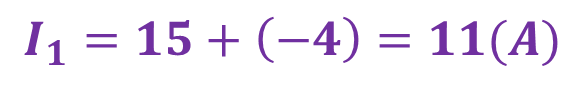 I₁ = 15 + (−4) = 11(A)